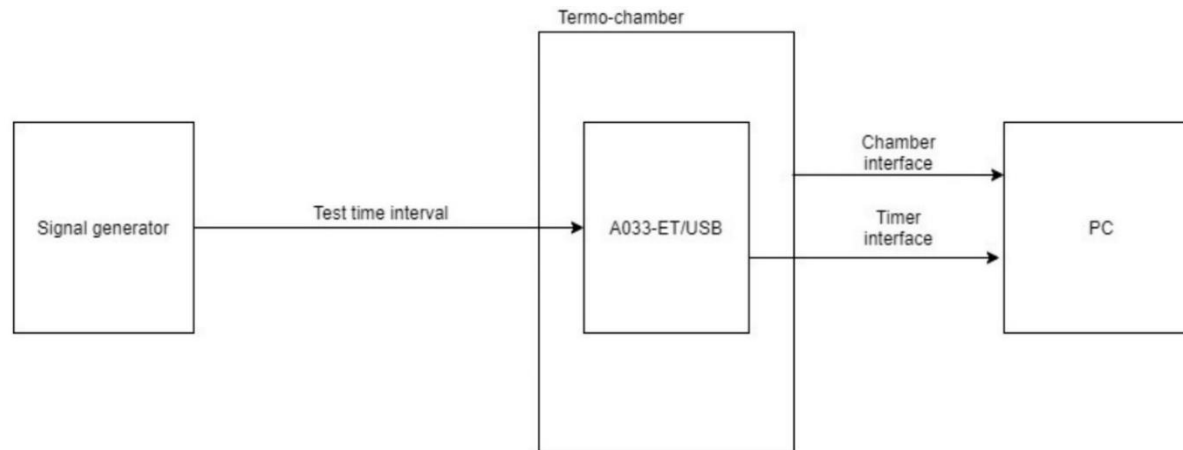 Termo-chamber
Signal generator
Test time interval
A033-ET/USB
Chamber
interface
Timer
interface
PC